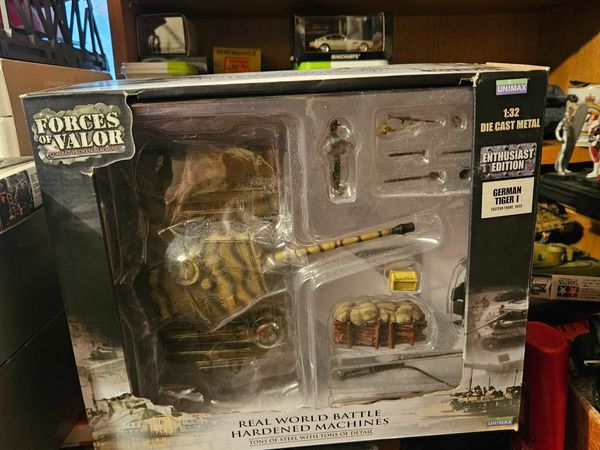 MINICHAMPS
UNIMAX
FORCES
OF
VALOR
1:32
DIE CAST METAL
ENTHUSIAST
EDITION
GERMAN
TIGER I
TAMIYA
REAL WORLD BATTLE
HARDENED MACHINES
TONS OF STEEL WITH TONS OF DETAIL
UNIMAX